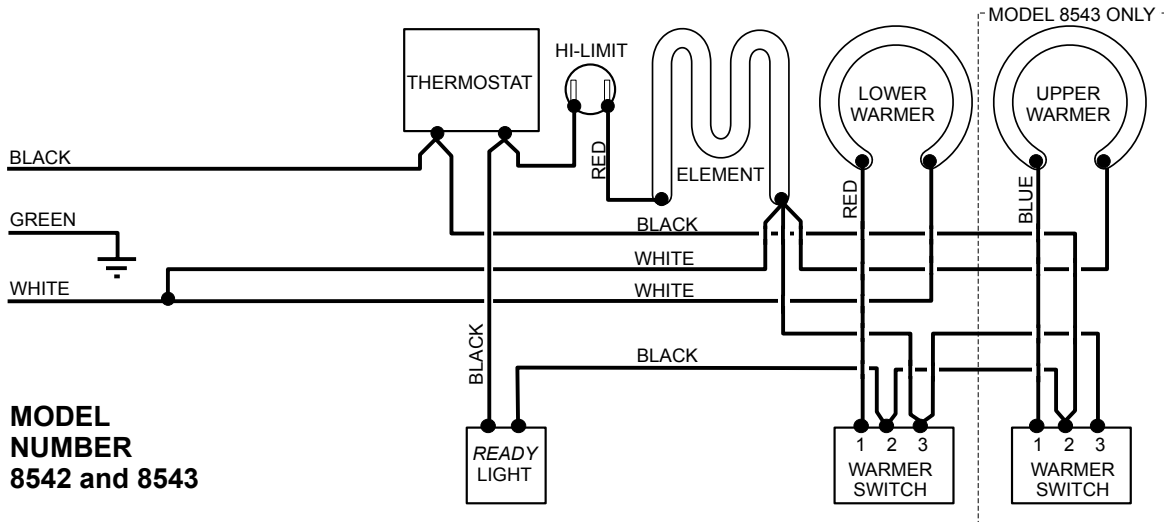 MODEL 8543 ONLY
HI-LIMIT
THERMOSTAT
LOWER
WARMER
UPPER
WARMER
BLACK
RED
ELEMENT
RED
BLUE
GREEN
BLACK
WHITE
WHITE
WHITE
BLACK
BLACK
MODEL
NUMBER
8542 and 8543
READY
LIGHT
1 2 3
WARMER
SWITCH
1 2 3
WARMER
SWITCH